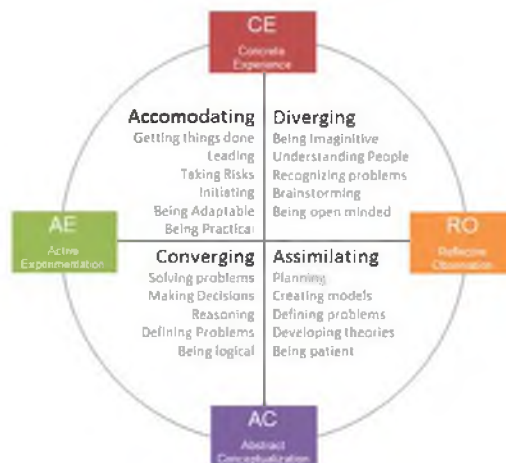 CE
Concrete
Experience
Accomodating
Getting things done
Leading
Taking Risks
Initiating
Being Adaptable
Being Practical
Diverging
Being Imaginitive
Understanding People
Recognizing problems
Brainstorming
Being open minded
AE
Active
Experimentation
RO
Reflective
Observation
Converging
Solving problems
Making Decisions
Reasoning
Defining Problems
Being logical
Assimilating
Planning
Creating models
Defining problems
Developing theories
Being patient
AC
Abstract
Conceptualization